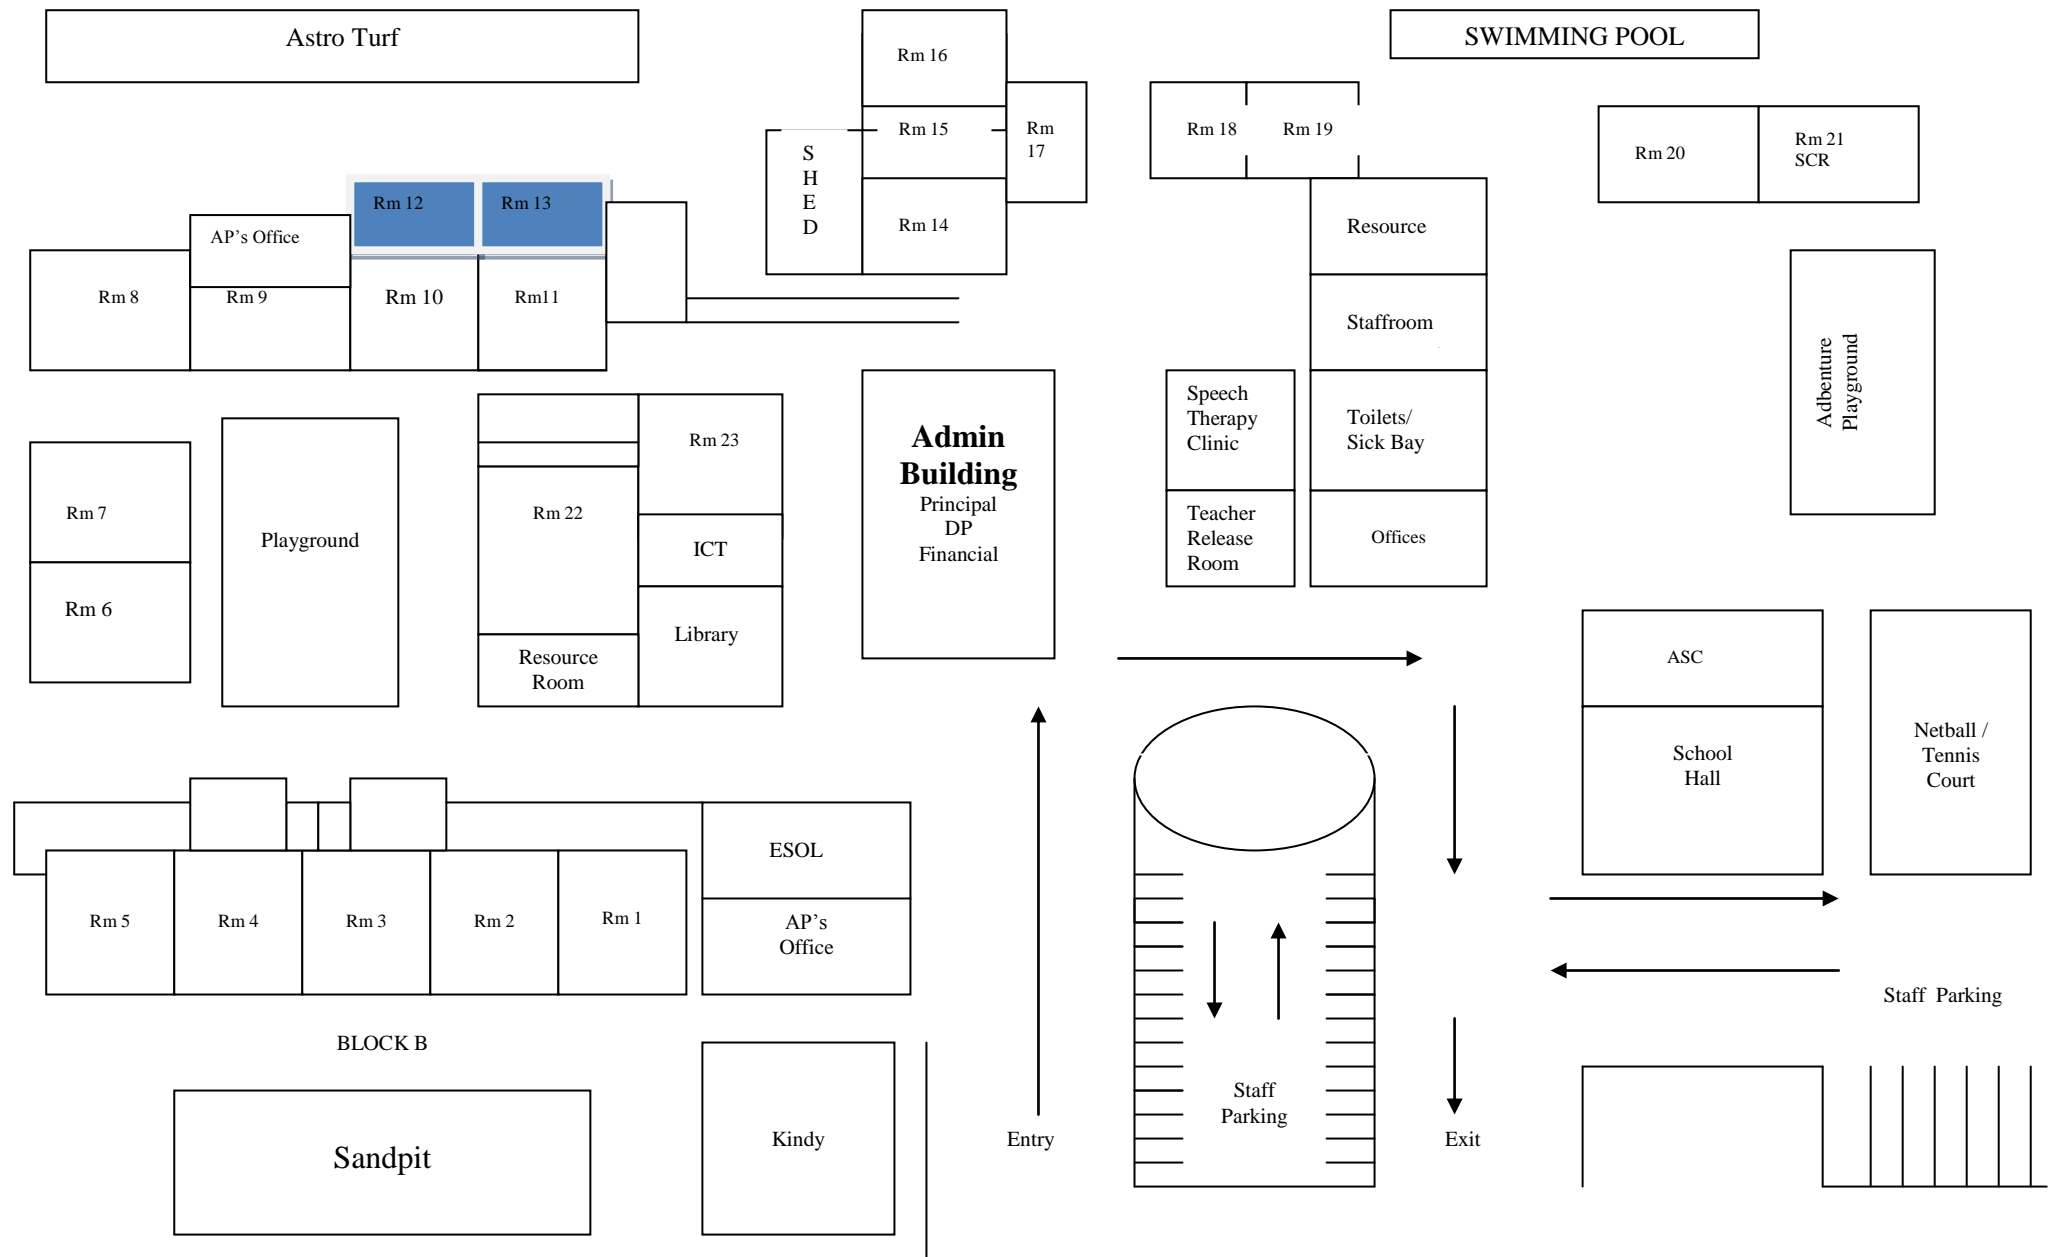 Astro Turf
SWIMMING POOL
Rm 16
Rm 15
Rm
17
S
H
E
D
Rm 14
Rm 18
Rm 19
Rm 20
Rm 21
SCR
Rm 12
Rm 13
AP's Office
Rm 8
Rm 9
Rm 10
Rm11
Resource
Staffroom
Toilets/
Sick Bay
Offices
Speech
Therapy
Clinic
Teacher
Release
Room
Adbenture
Playground
Admin
Building
Principal
DP
Financial
Rm 23
Rm 22
ICT
Library
Resource
Room
Rm 7
Rm 6
Playground
ASC
School
Hall
Netball /
Tennis
Court
ESOL
AP's
Office
Rm 5
Rm 4
Rm 3
Rm 2
Rm 1
BLOCK B
Sandpit
Kindy
Entry
Staff
Parking
Exit
Staff Parking